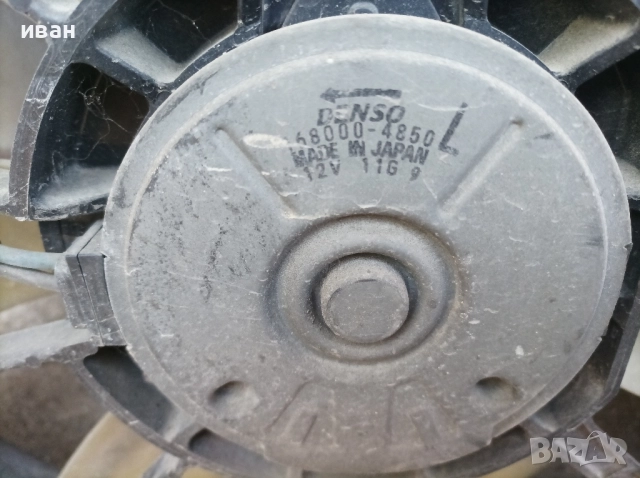 иван
DENSO
68000-4850 L
MADE IN JAPAN
12V 11G 9
BAZAR